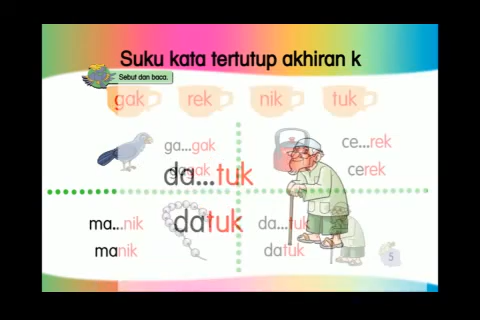 Suku kata tertutup akhiran k
Sebut dan baca.
gak rek nik tuk
ga...gak
gagak
ce...rek
cerek
da...tuk
datuk
ma...nik
manik
da...tuk
datuk
5